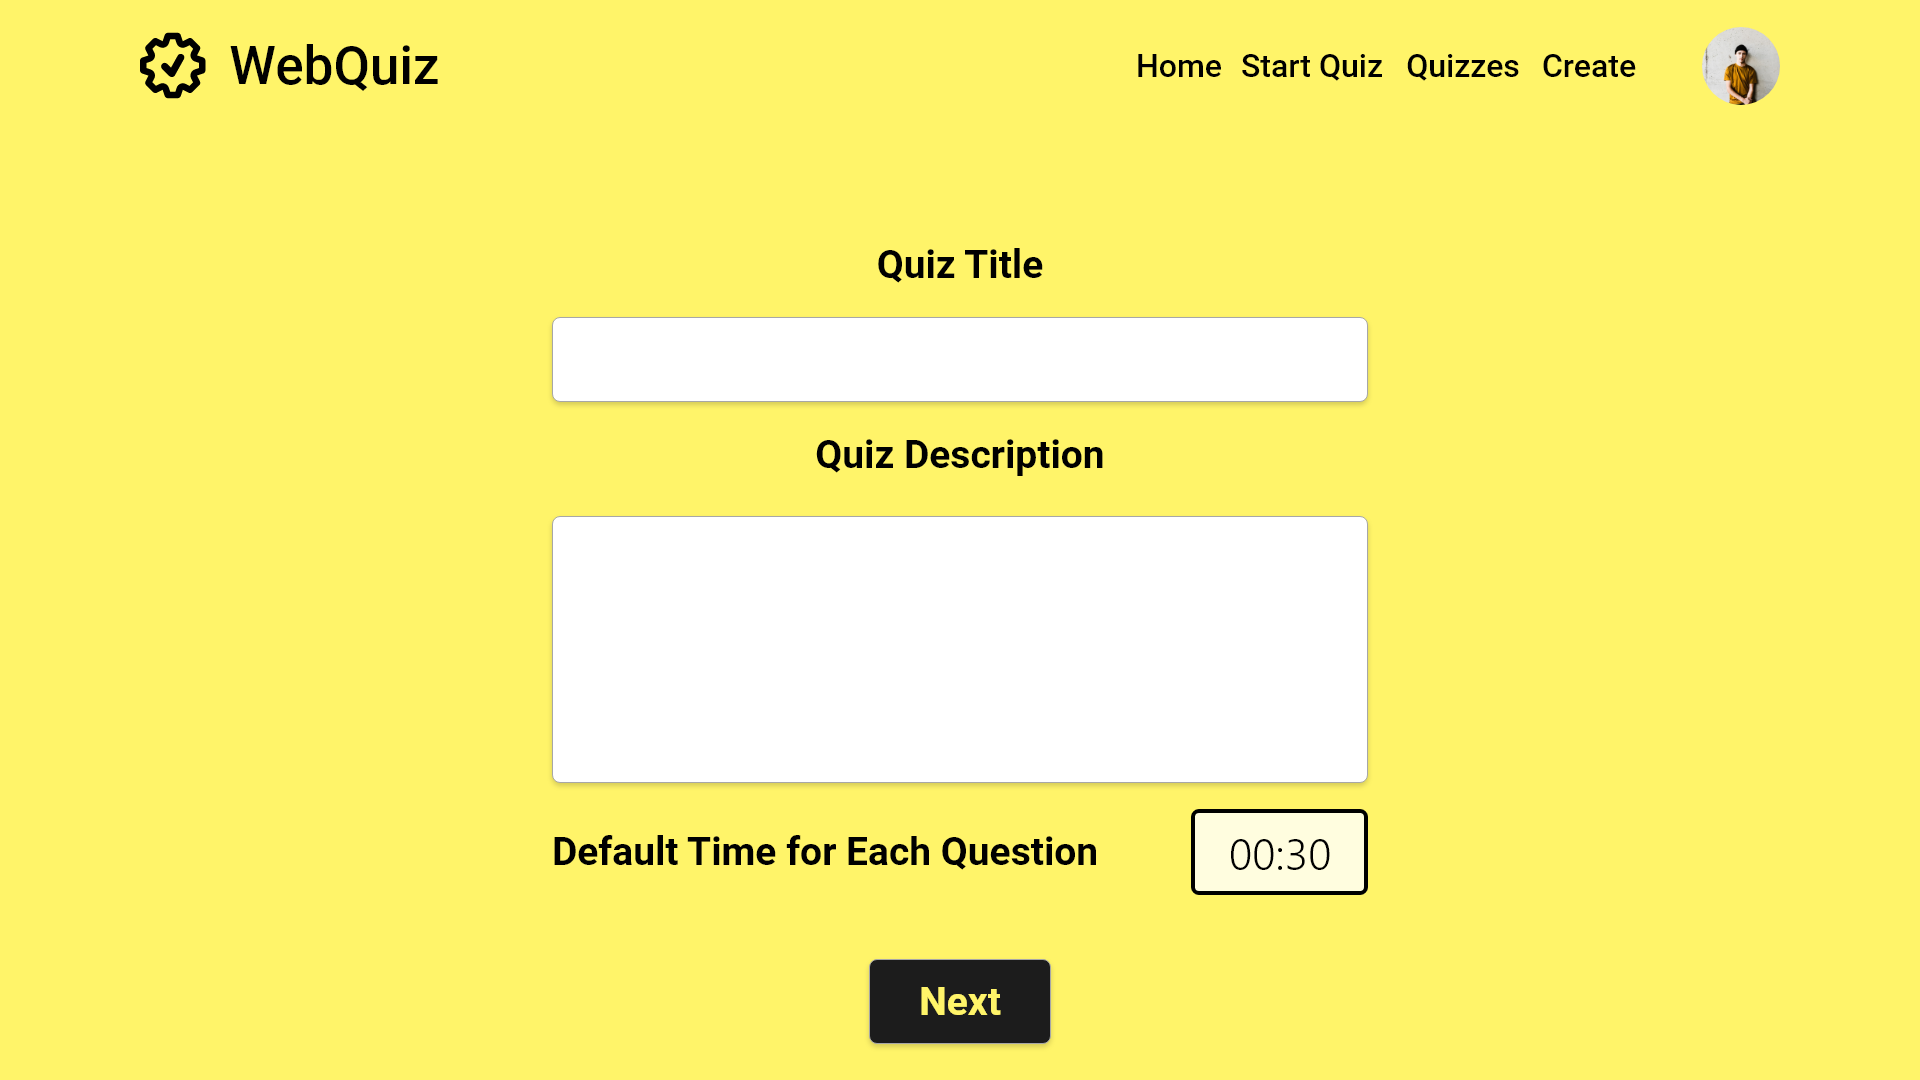 WebQuiz
Home Start Quiz Quizzes Create
Quiz Title
Quiz Description
Default Time for Each Question
00:30
Next